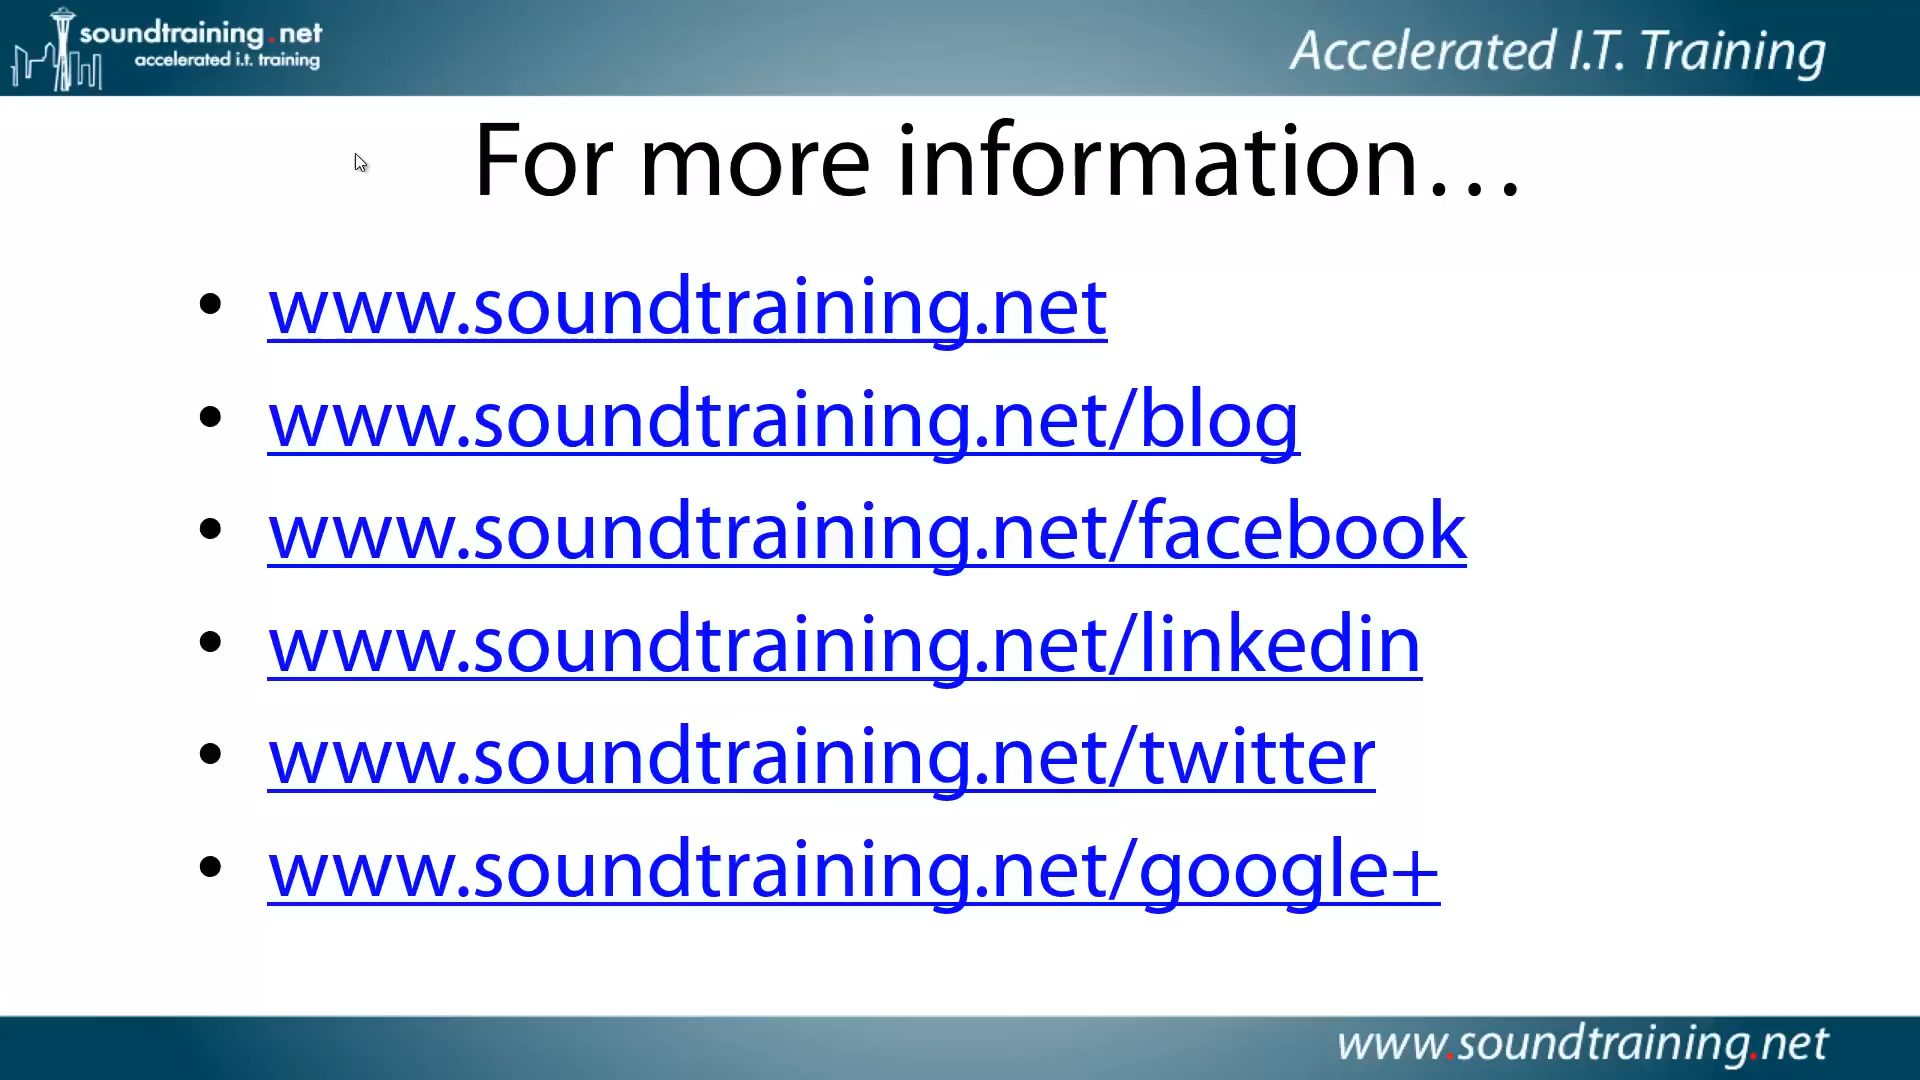 soundtraining.net
accelerated i.t. training
Accelerated I.T. Training
For more information…
• www.soundtraining.net
• www.soundtraining.net/blog
• www.soundtraining.net/facebook
• www.soundtraining.net/linkedin
• www.soundtraining.net/twitter
• www.soundtraining.net/google+
www.soundtraining.net